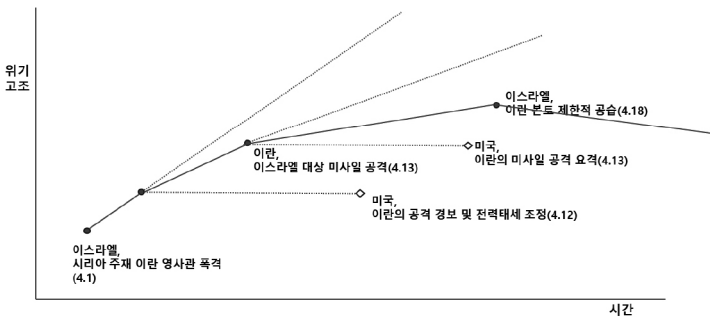 위기
고조
이스라엘,
이란 본토 제한적 공습(4.18)
이란,
이스라엘 대상 미사일 공격(4.13)
미국,
이란의 미사일 공격 요격(4.13)
미국,
이란의 공격 경보 및 전력태세 조정(4.12)
이스라엘,
시리아 주재 이란 영사관 폭격
(4.1)
시간